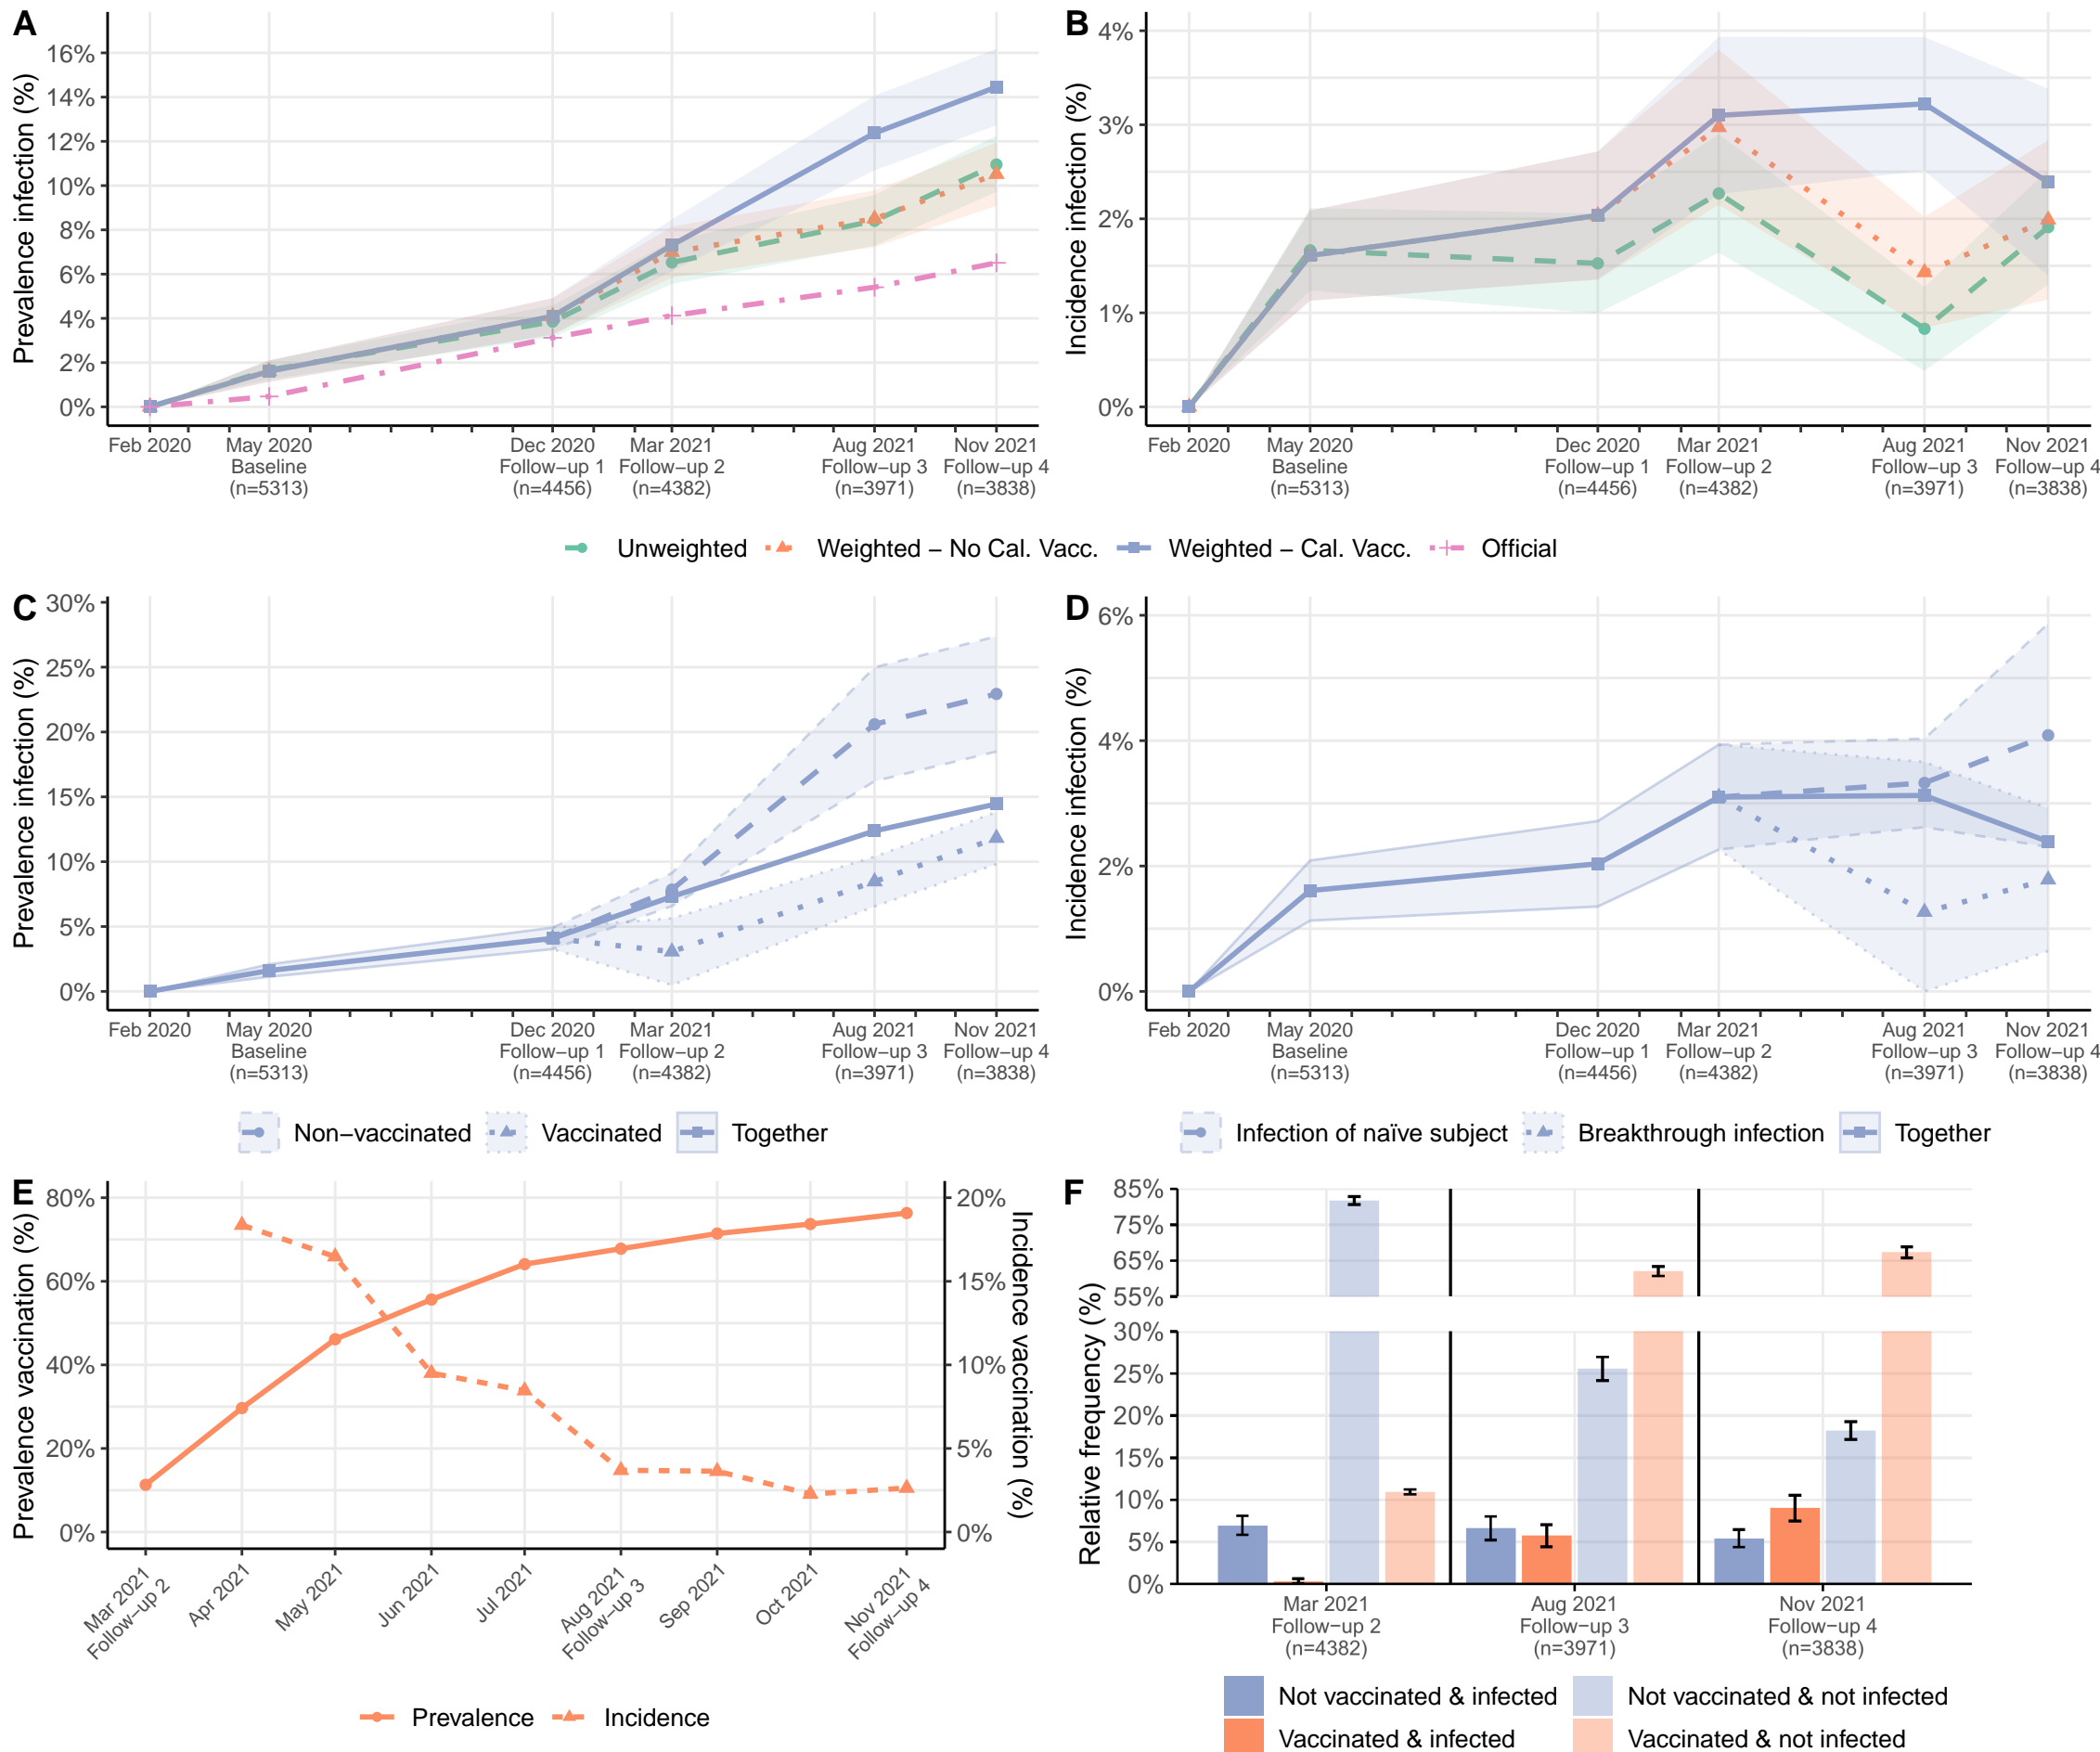 A
Prevalence infection (%)
16%
14%
12%
10%
8%
6%
4%
2%
0%
Feb 2020 May 2020 Dec 2020 Mar 2021 Aug 2021 Nov 2021
Baseline Follow−up 1 Follow−up 2 Follow−up 3 Follow−up 4
(n=5313) (n=4456) (n=4382) (n=3971) (n=3838)
B
Incidence infection (%)
4%
3%
2%
1%
0%
Feb 2020 May 2020 Dec 2020 Mar 2021 Aug 2021 Nov 2021
Baseline Follow−up 1 Follow−up 2 Follow−up 3 Follow−up 4
(n=5313) (n=4456) (n=4382) (n=3971) (n=3838)
Unweighted Weighted − No Cal. Vacc. Weighted − Cal. Vacc. Official
C
Prevalence infection (%)
30%
25%
20%
15%
10%
5%
0%
Feb 2020 May 2020 Dec 2020 Mar 2021 Aug 2021 Nov 2021
Baseline Follow−up 1 Follow−up 2 Follow−up 3 Follow−up 4
(n=5313) (n=4456) (n=4382) (n=3971) (n=3838)
Non−vaccinated Vaccinated Together
D
Incidence infection (%)
6%
4%
2%
0%
Feb 2020 May 2020 Dec 2020 Mar 2021 Aug 2021 Nov 2021
Baseline Follow−up 1 Follow−up 2 Follow−up 3 Follow−up 4
(n=5313) (n=4456) (n=4382) (n=3971) (n=3838)
Infection of naïve subject Breakthrough infection Together
E
Prevalence vaccination (%)
80%
60%
40%
20%
0%
Incidence vaccination (%)
20%
15%
10%
5%
0%
Mar 2021
Follow−up 2
Apr 2021
May 2021
Jun 2021
Jul 2021
Aug 2021
Follow−up 3
Sep 2021
Oct 2021
Nov 2021
Follow−up 4
Prevalence Incidence
F
Relative frequency (%)
85%
75%
65%
55%
30%
25%
20%
15%
10%
5%
0%
Mar 2021 Aug 2021 Nov 2021
Follow−up 2 Follow−up 3 Follow−up 4
(n=4382) (n=3971) (n=3838)
Not vaccinated & infected Not vaccinated & not infected
Vaccinated & infected Vaccinated & not infected